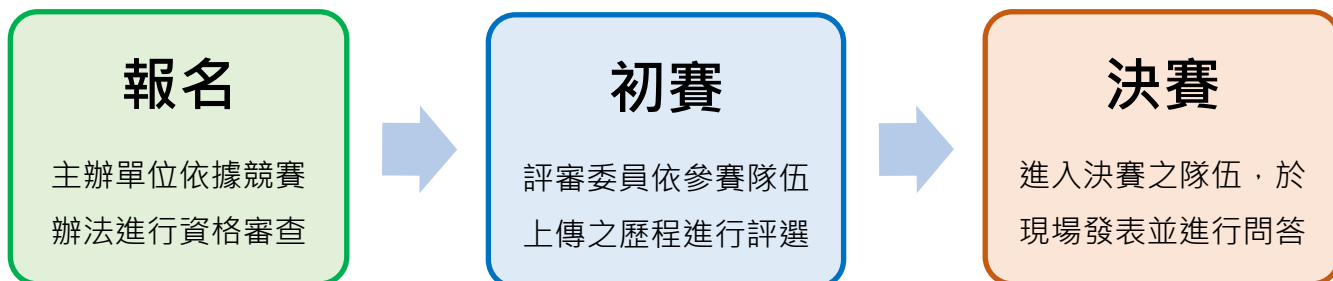 報名
主辦單位依據競賽
辦法進行資格審查
初賽
評審委員依參賽隊伍
上傳之歷程進行評選
決賽
進入決賽之隊伍，於
現場發表並進行問答